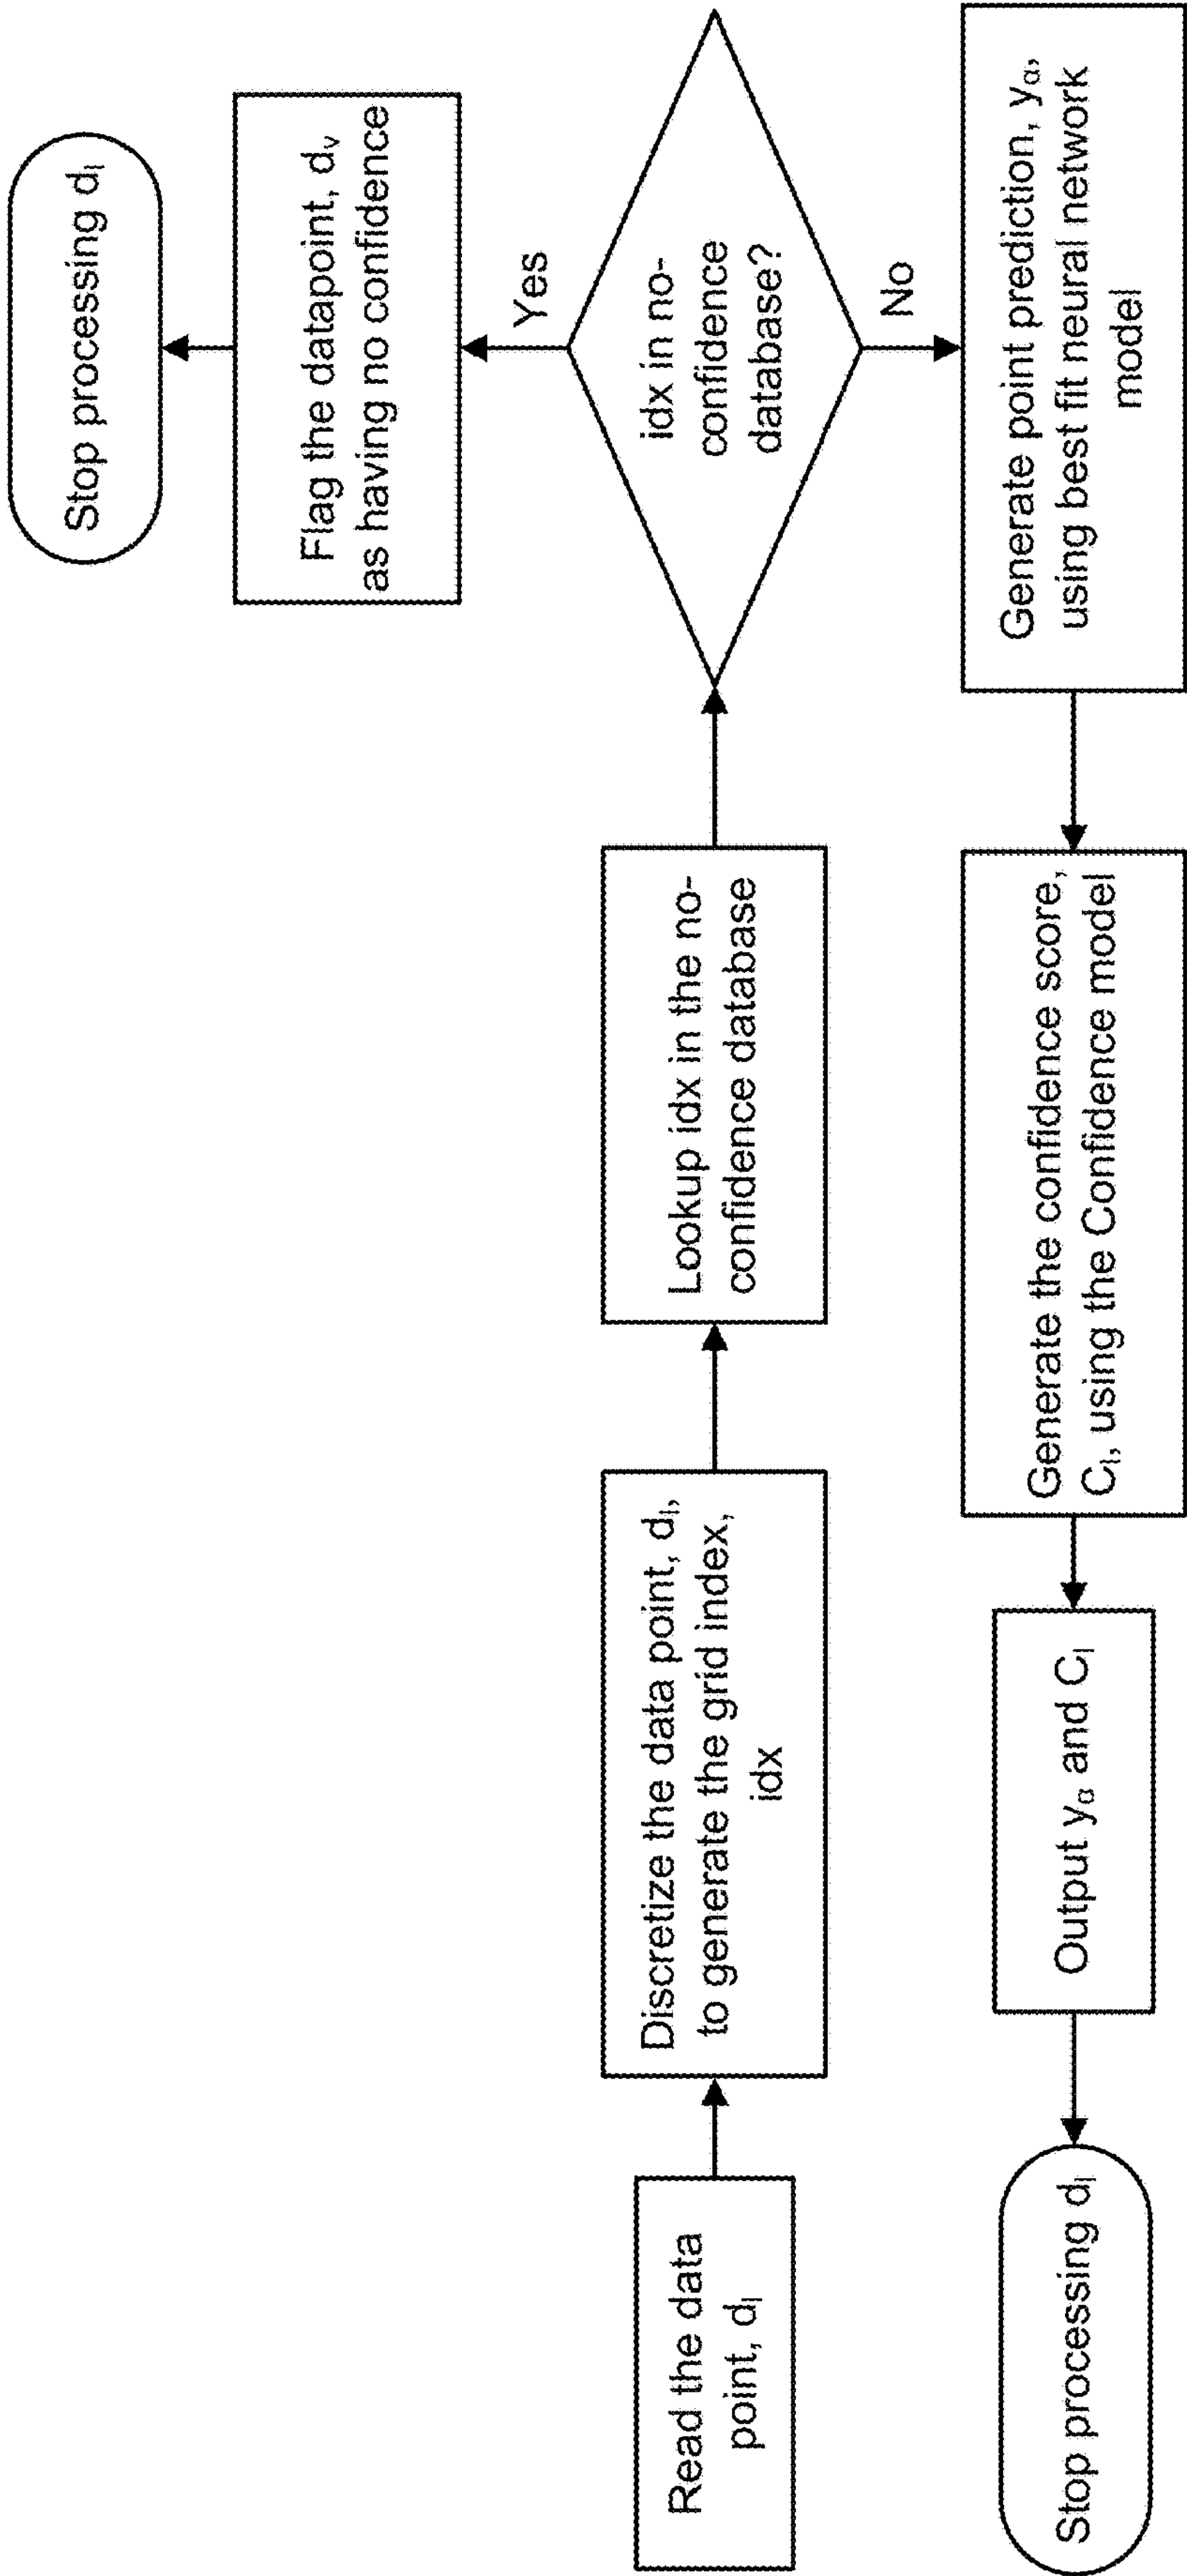 Read the data
point, dᵢ
Discretize the data point, dᵢ,
to generate the grid index,
idx
Lookup idx in the no-
confidence database
idx in no-
confidence
database?
Yes
Flag the datapoint, dᵥ
as having no confidence
Stop processing dᵢ
No
Generate point prediction, yα,
using best fit neural network
model
Generate the confidence score,
Cᵢ, using the Confidence model
Output yα and Cᵢ
Stop processing dᵢ